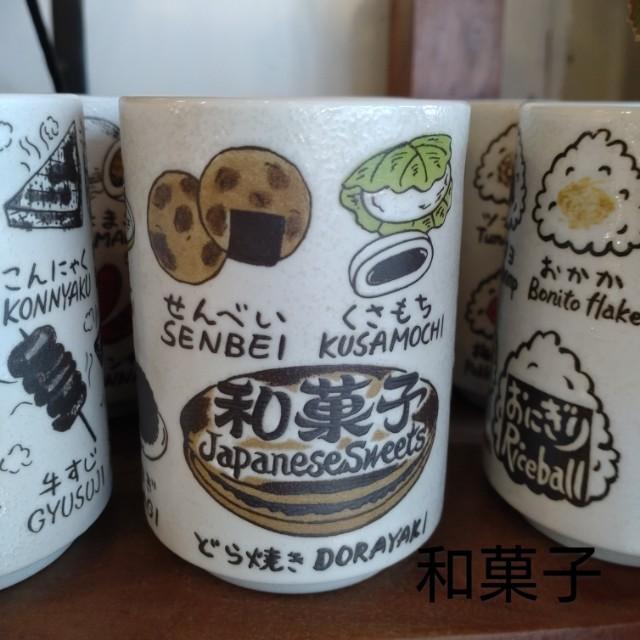 こんにゃく
KONNYAKU
牛すじ
GYUSUJI
せんべい
SENBEI
くさもち
KUSAMOCHI
和菓子
Japanese Sweets
どら焼き DORAYAKI
おかか
Bonito flake
おにぎり
Riceball
和菓子